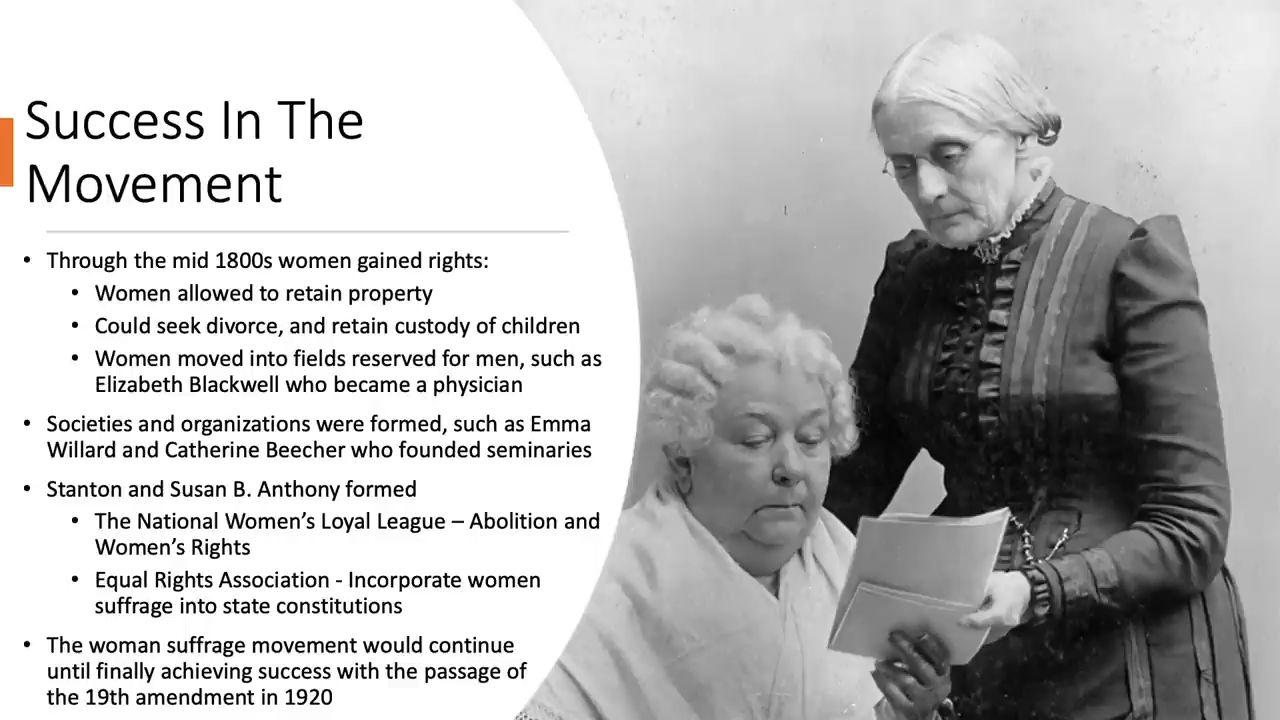 Success In The
Movement
• Through the mid 1800s women gained rights:
• Women allowed to retain property
• Could seek divorce, and retain custody of children
• Women moved into fields reserved for men, such as
Elizabeth Blackwell who became a physician
• Societies and organizations were formed, such as Emma
Willard and Catherine Beecher who founded seminaries
• Stanton and Susan B. Anthony formed
• The National Women’s Loyal League – Abolition and
Women’s Rights
• Equal Rights Association - Incorporate women
suffrage into state constitutions
• The woman suffrage movement would continue
until finally achieving success with the passage of
the 19th amendment in 1920